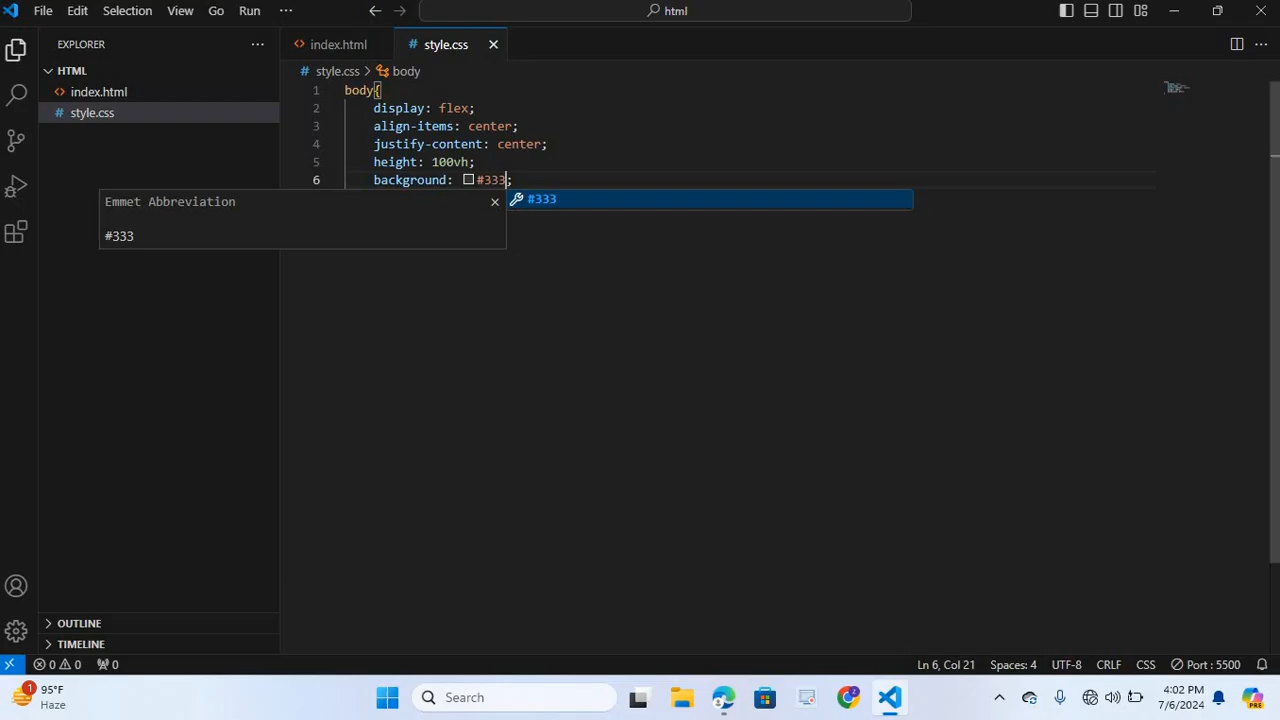 File Edit Selection View Go Run ··· html
EXPLORER ···
index.html
style.css
HTML
style.css > body
index.html
style.css
1 body{
2 display: flex;
3 align-items: center;
4 justify-content: center;
5 height: 100vh;
6 background: #333;
Emmet Abbreviation
#333
#333
OUTLINE
TIMELINE
0 0 0
Ln 6, Col 21 Spaces: 4 UTF-8 CRLF CSS Port : 5500
1 95°F
Haze
Search
2
4:02 PM
7/6/2024
PRE